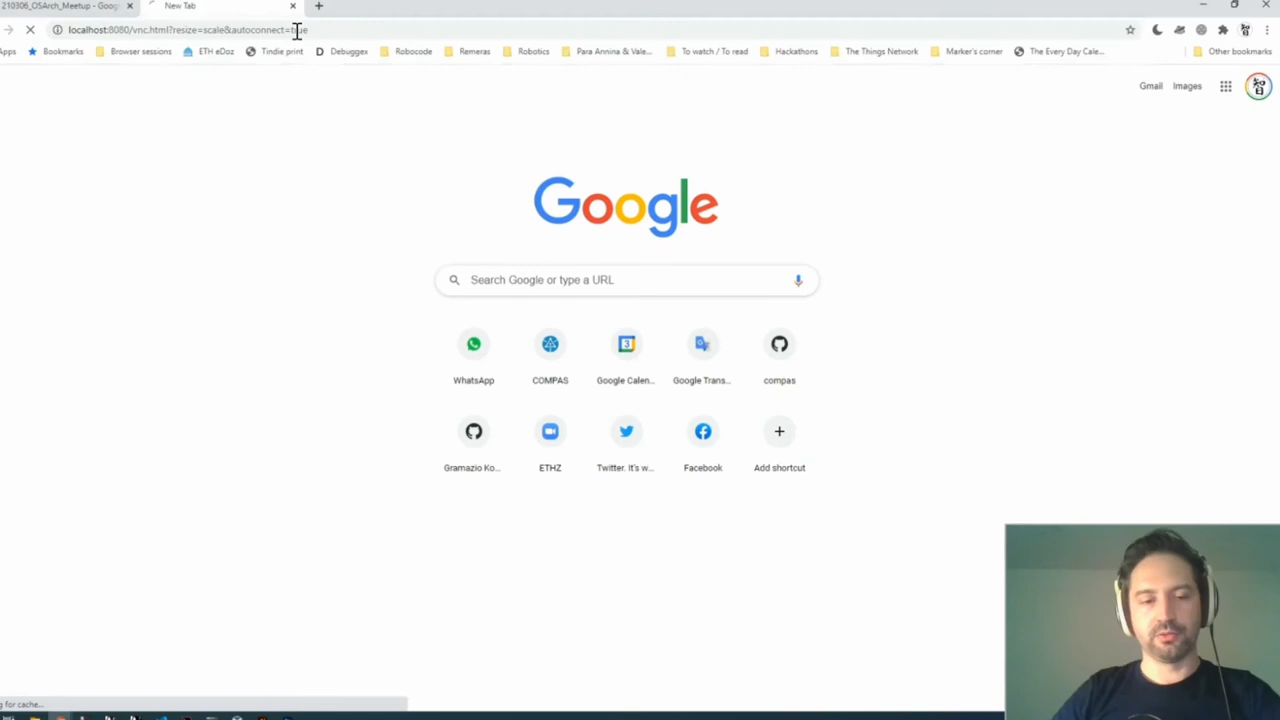 210306_OSArch_Meetup - Goog
New Tab
localhost:8080/vnc.html?resize=scale&autoconnect=true
Apps Bookmarks Browser sessions ETH eDoz Tindie print Debuggex Robocode Remeras Robotics Para Annina & Vale... To watch / To read Hackathons The Things Network Marker's corner The Every Day Cale... Other bookmarks
Gmail Images
Google
Search Google or type a URL
WhatsApp COMPAS Google Calen... Google Trans... compas
Gramazio Ko... ETHZ Twitter. It's w... Facebook Add shortcut
g for cache...